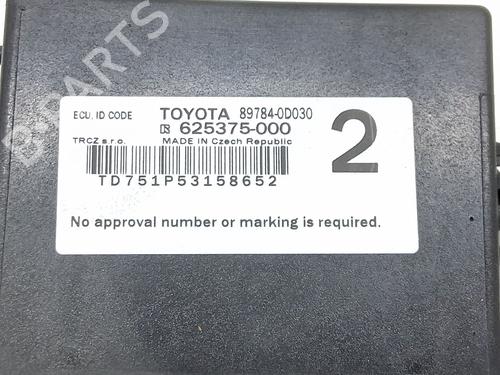 B-PARTS
ECU. ID CODE TOYOTA 89784-0D030
625375-000
TRCZ s.r.o. MADE IN Czech Republic
2
TD751P53158652
No approval number or marking is required.